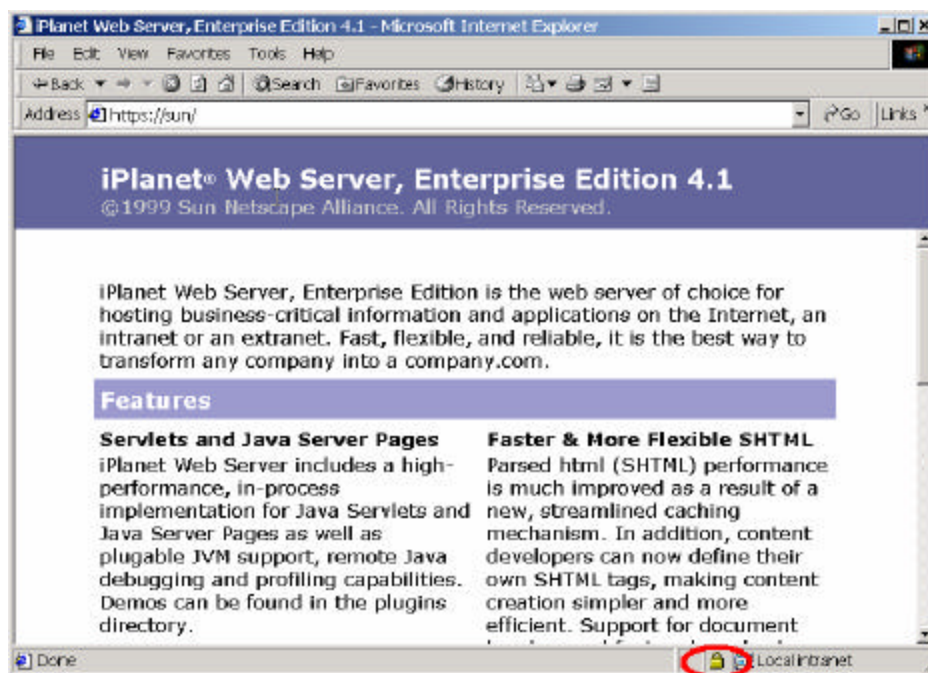 iPlanet Web Server, Enterprise Edition 4.1 - Microsoft Internet Explorer
File Edit View Favorites Tools Help
Back Search Favorites History
Address https://sun/ Go Links
iPlanet® Web Server, Enterprise Edition 4.1
©1999 Sun Netscape Alliance. All Rights Reserved.
iPlanet Web Server, Enterprise Edition is the web server of choice for
hosting business-critical information and applications on the Internet, an
intranet or an extranet. Fast, flexible, and reliable, it is the best way to
transform any company into a company.com.
Features
Servlets and Java Server Pages
iPlanet Web Server includes a high-
performance, in-process
implementation for Java Servlets and
Java Server Pages as well as
plugable JVM support, remote Java
debugging and profiling capabilities.
Demos can be found in the plugins
directory.
Faster & More Flexible SHTML
Parsed html (SHTML) performance
is much improved as a result of a
new, streamlined caching
mechanism. In addition, content
developers can now define their
own SHTML tags, making content
creation simpler and more
efficient. Support for document
Done Local intranet